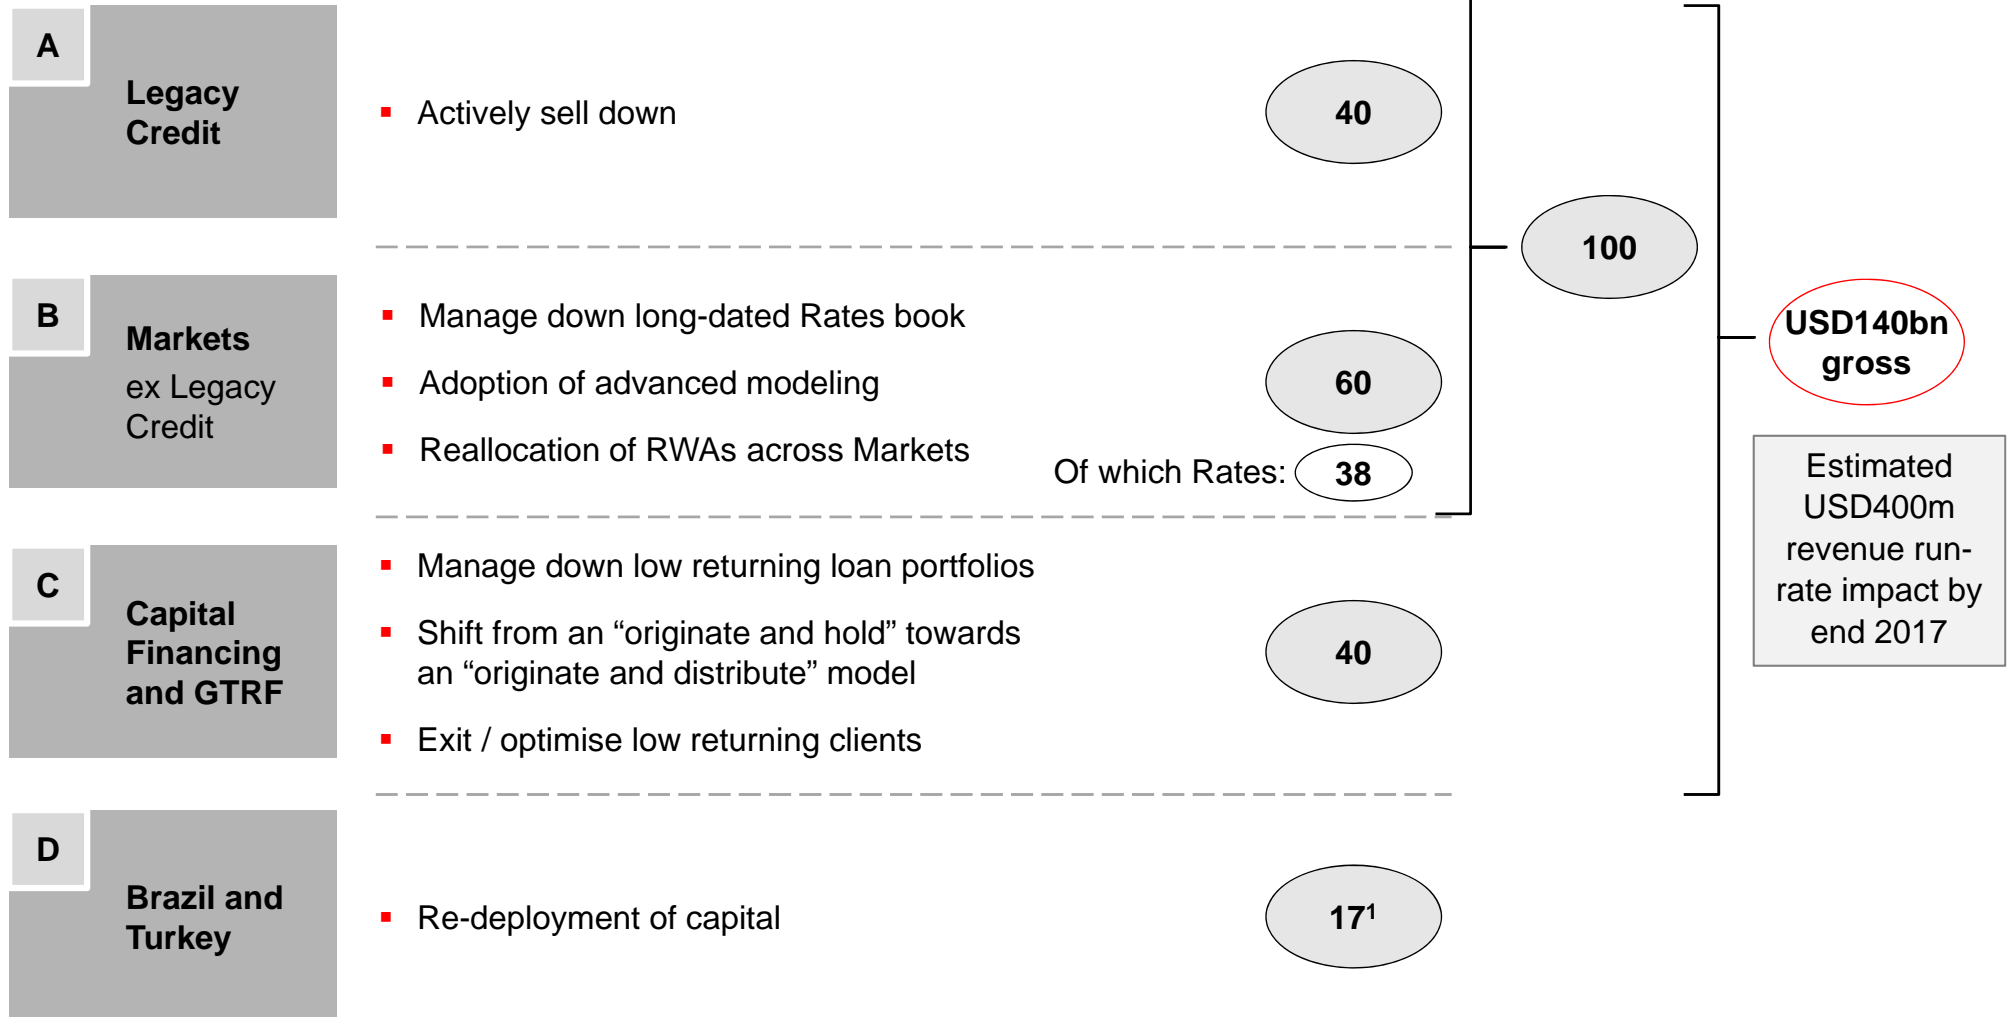 A
Legacy
Credit
▪ Actively sell down
40
100
B
Markets
ex Legacy
Credit
▪ Manage down long-dated Rates book
▪ Adoption of advanced modeling
▪ Reallocation of RWAs across Markets
60
Of which Rates: 38
USD140bn
gross
Estimated
USD400m
revenue run-
rate impact by
end 2017
C
Capital
Financing
and GTRF
▪ Manage down low returning loan portfolios
▪ Shift from an “originate and hold” towards
an “originate and distribute” model
▪ Exit / optimise low returning clients
40
D
Brazil and
Turkey
▪ Re-deployment of capital
17¹